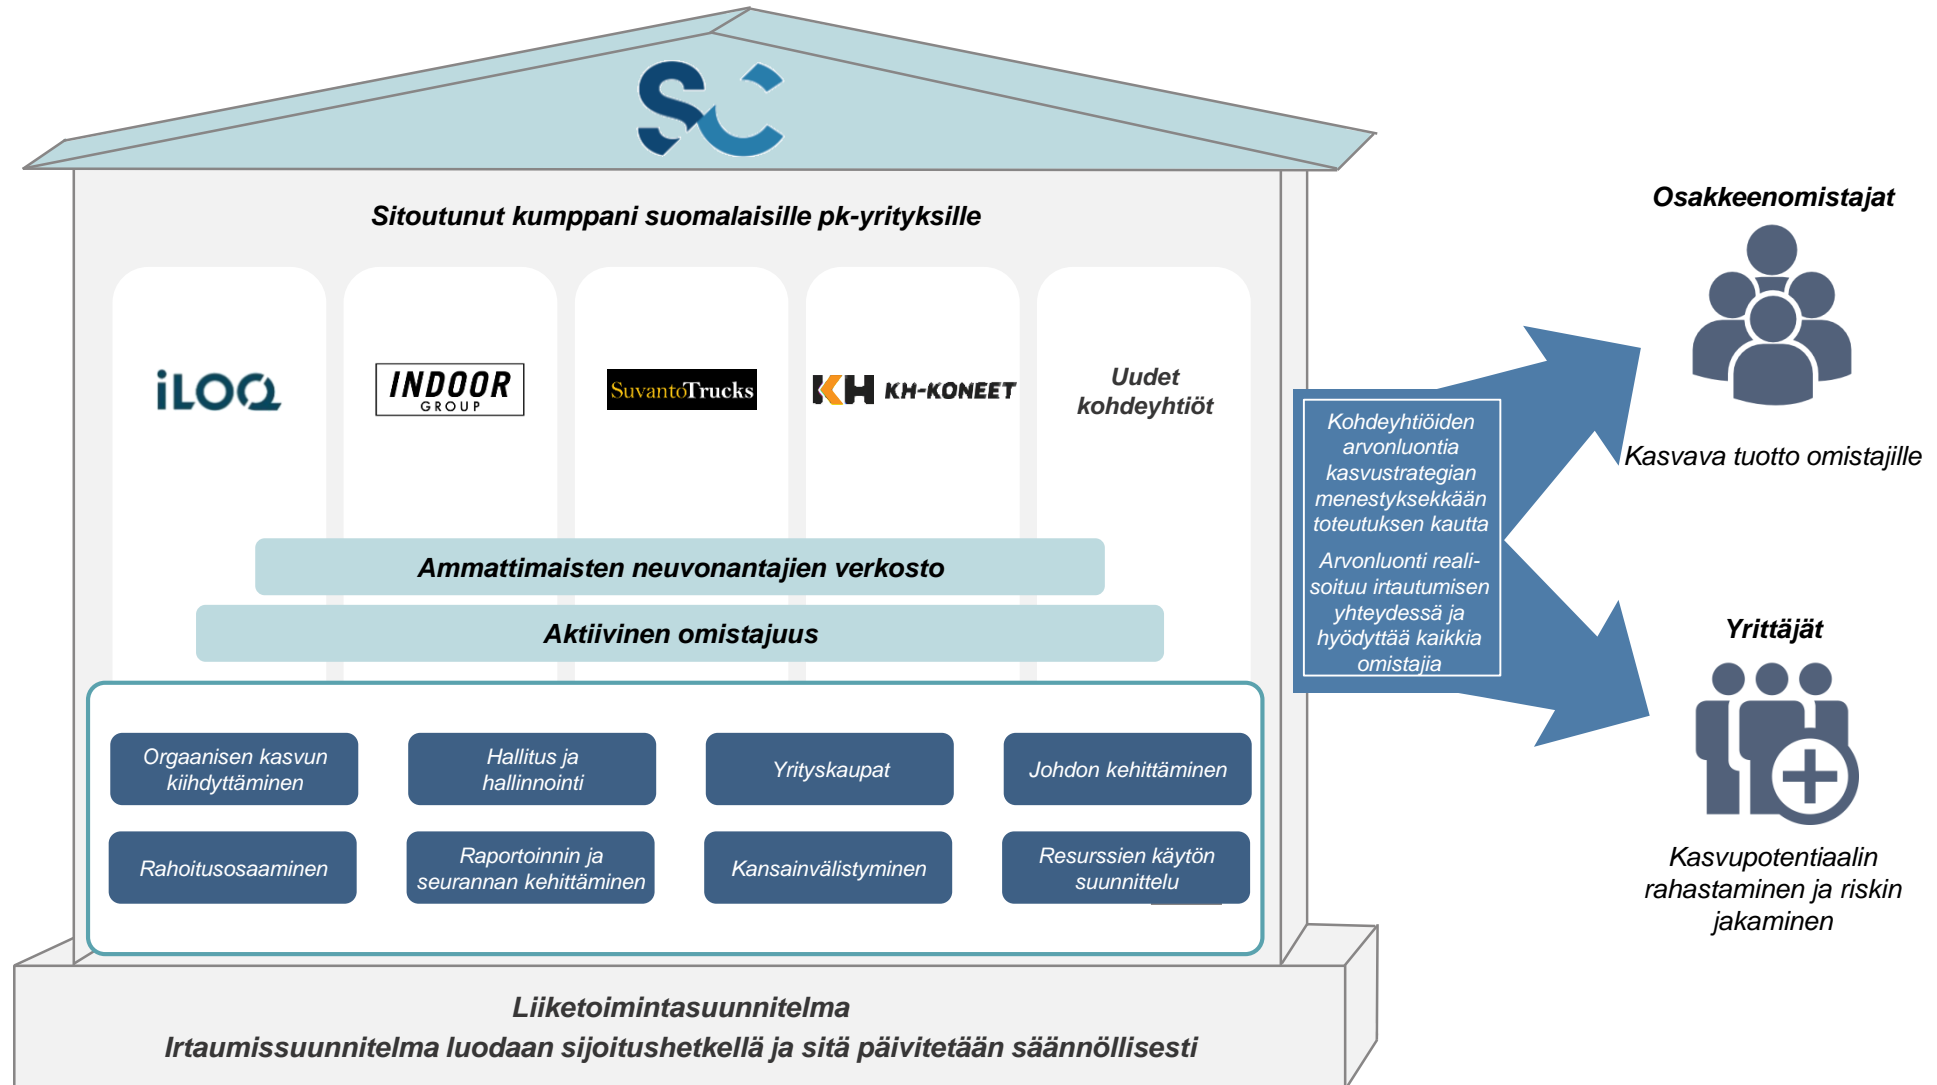 SC
Sitoutunut kumppani suomalaisille pk-yrityksille
iLOQ
INDOOR
GROUP
SuvantoTrucks
KH KH-KONEET
Uudet
kohdeyhtiöt
Ammattimaisten neuvonantajien verkosto
Aktiivinen omistajuus
Orgaanisen kasvun
kiihdyttäminen
Hallitus ja
hallinnointi
Yrityskaupat
Johdon kehittäminen
Rahoitusosaaminen
Raportoinnin ja
seurannan kehittäminen
Kansainvälistyminen
Resurssien käytön
suunnittelu
Liiketoimintasuunnitelma
Irtaumissuunnitelma luodaan sijoitushetkellä ja sitä päivitetään säännöllisesti
Kohdeyhtiöiden
arvonluontia
kasvustrategian
menestyksekkään
toteutuksen kautta
Arvonluonti reali-
soituu irtautumisen
yhteydessä ja
hyödyttää kaikkia
omistajia
Osakkeenomistajat
Kasvava tuotto omistajille
Yrittäjät
Kasvupotentiaalin
rahastaminen ja riskin
jakaminen